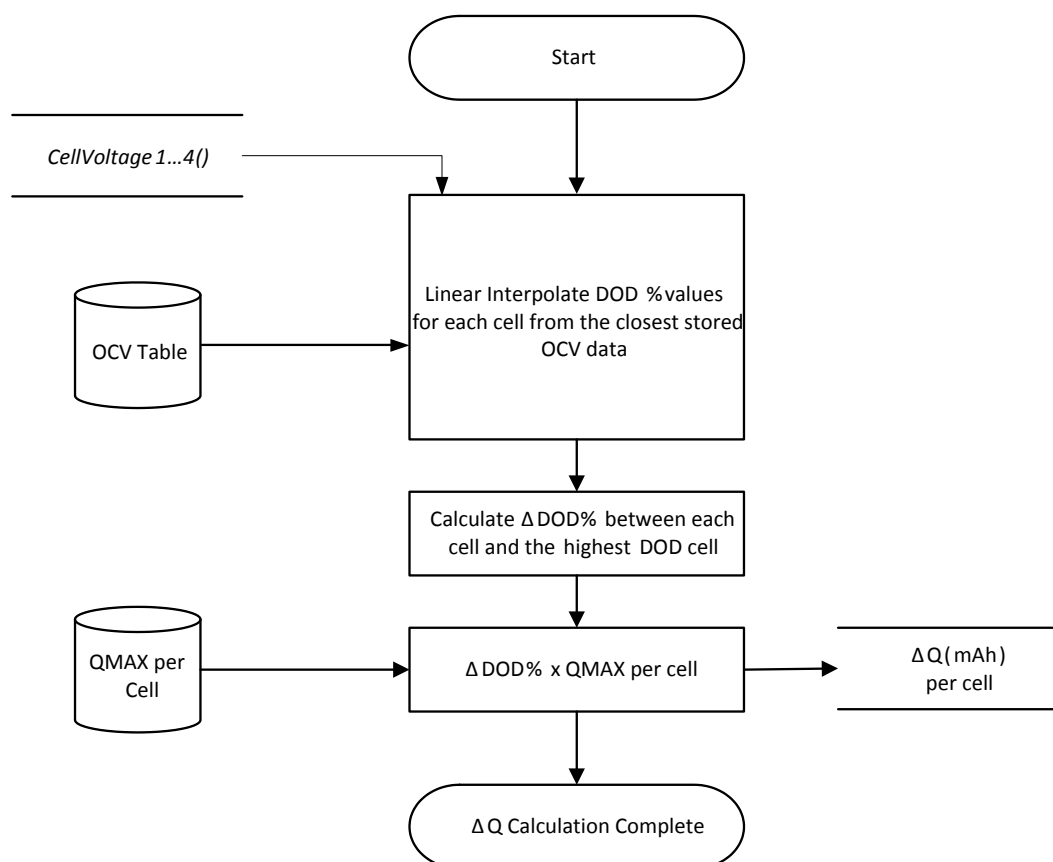 Start
CellVoltage 1...4()
Linear Interpolate DOD %values
for each cell from the closest stored
OCV data
OCV Table
Calculate ΔDOD% between each
cell and the highest DOD cell
QMAX per
Cell
ΔDOD% x QMAX per cell
ΔQ(mAh)
per cell
ΔQ Calculation Complete